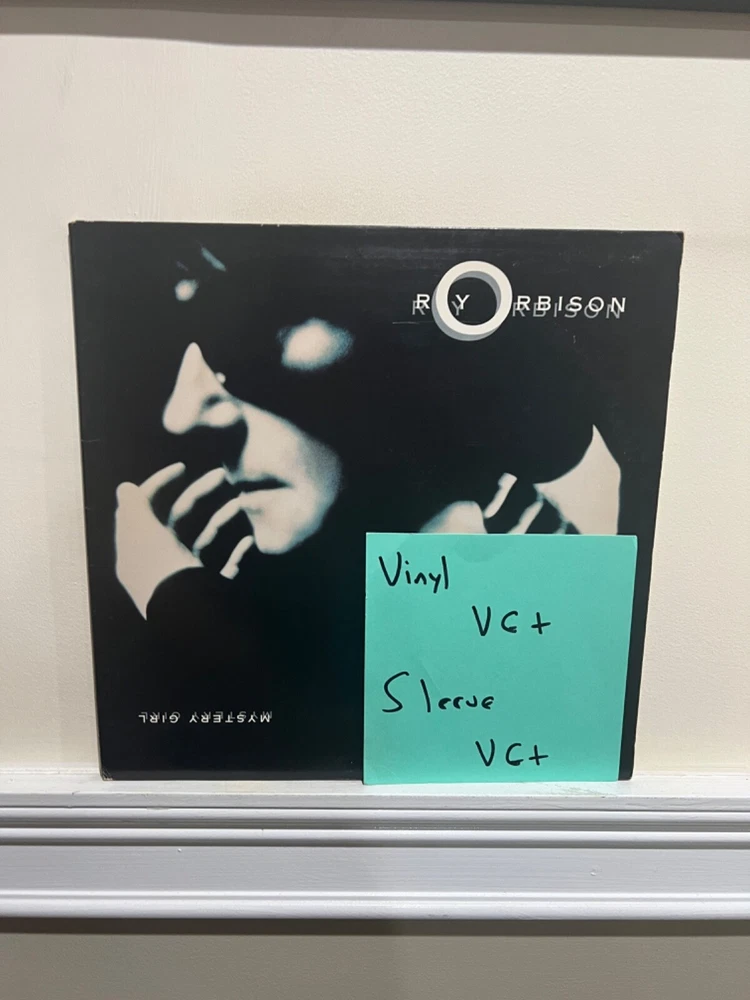 ROY ORBISON
MYSTERY GIRL
Vinyl
VG+
Sleeve
VG+